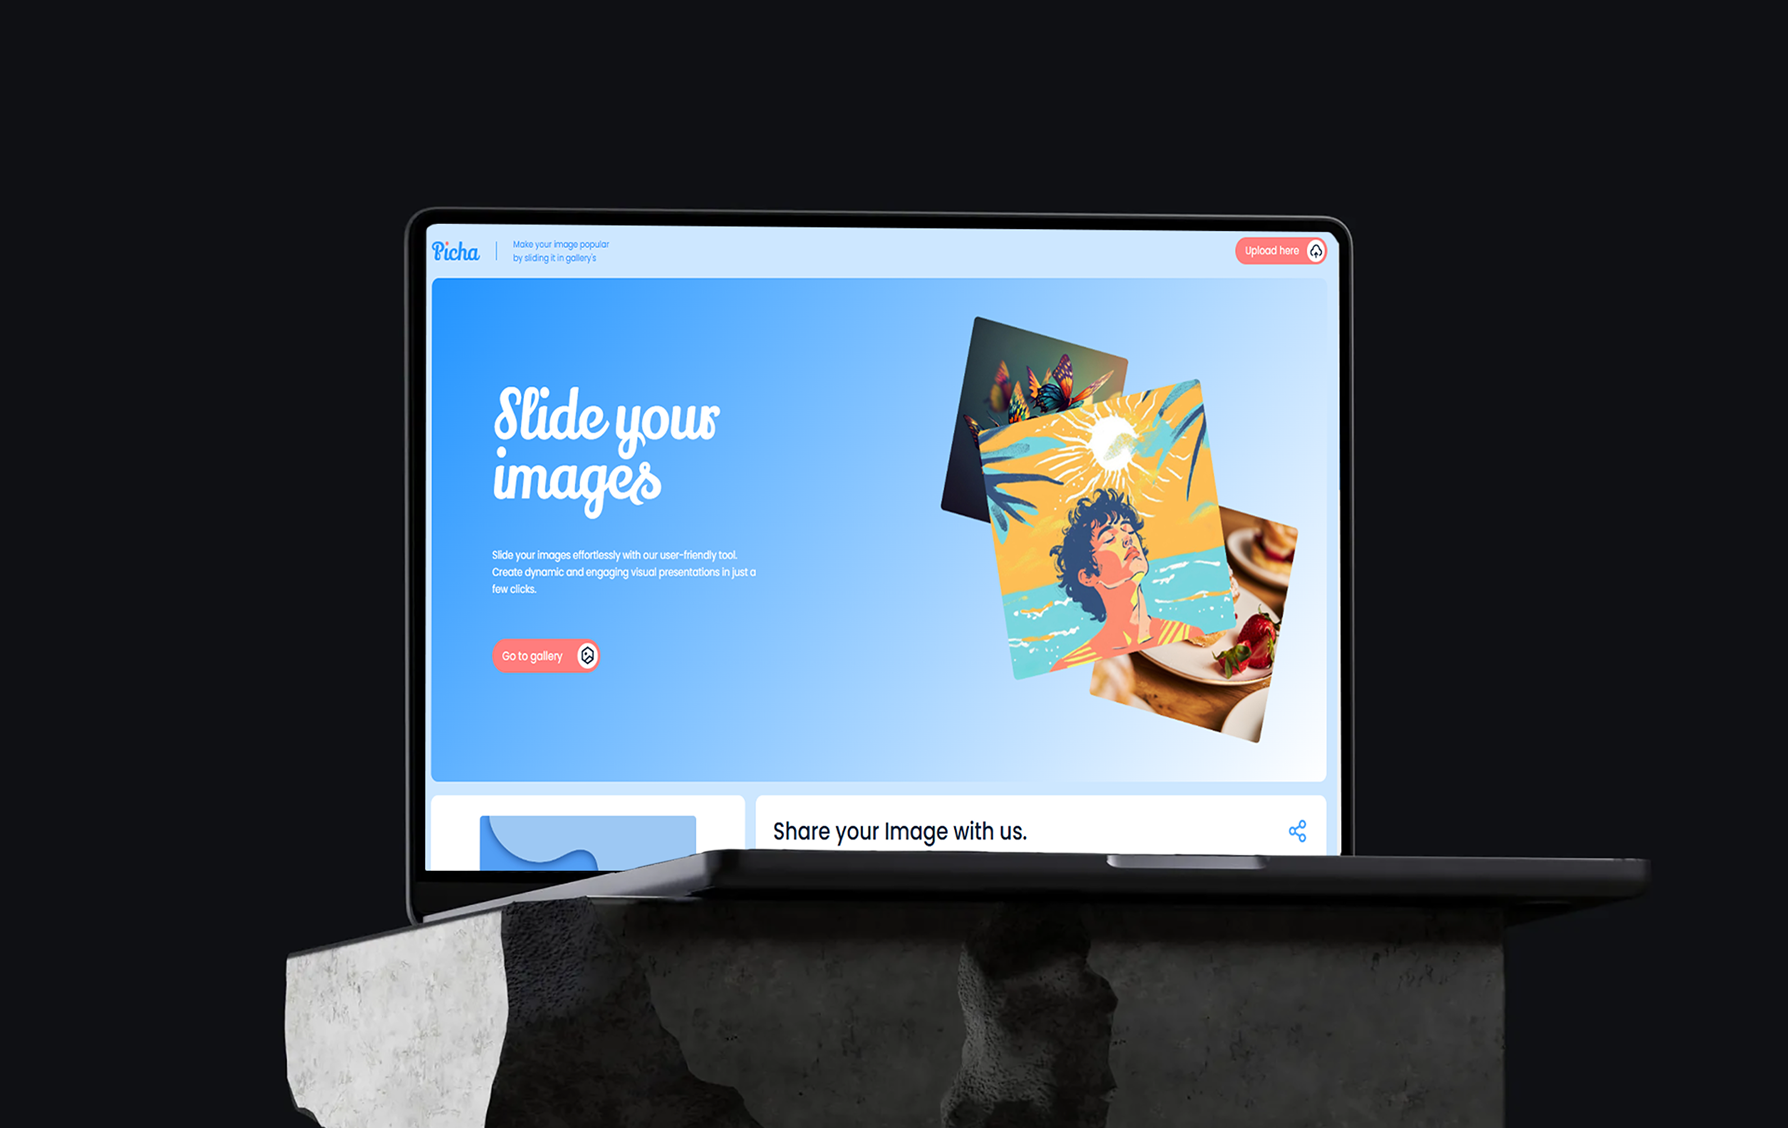 Picha
Make your image popular
by sliding it in gallery's
Upload here
Slide your
images
Slide your images effortlessly with our user-friendly tool.
Create dynamic and engaging visual presentations in just a
few clicks.
Go to gallery
Share your Image with us.